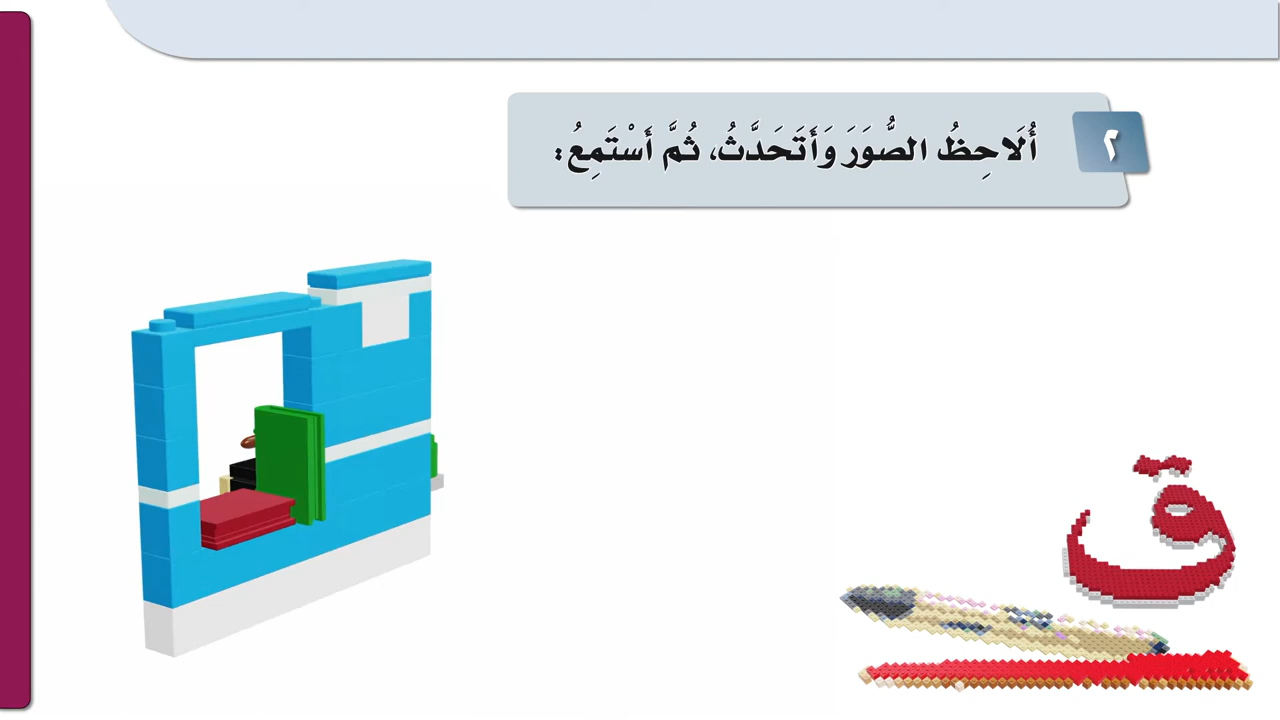 ٢ أُلَاحِظُ الصُّوَرَ وَأَتَحَدَّثُ، ثُمَّ أَسْتَمِعُ:
ق